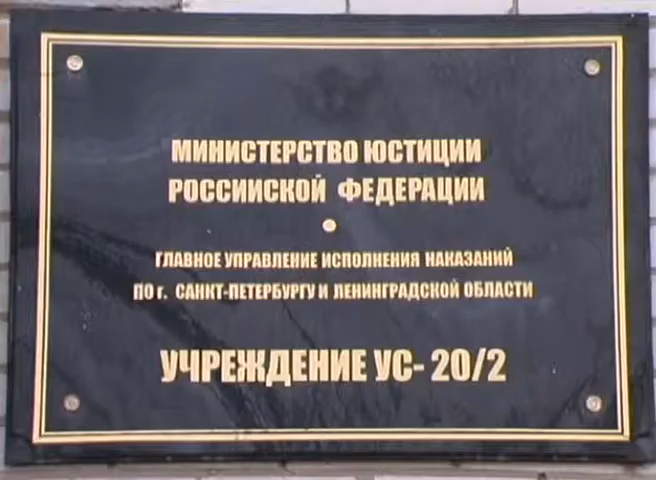 МИНИСТЕРСТВО ЮСТИЦИИ
РОССИИСКОЙ ФЕДЕРАЦИИ
ГЛАВНОЕ УПРАВЛЕНИЕ ИСПОЛНЕНИЯ НАКАЗАНИЙ
ПО г. САНКТ-ПЕТЕРБУРГУ И ЛЕНИНГРАДСКОЙ ОБЛАСТИ
УЧРЕЖДЕНИЕ УС- 20/2